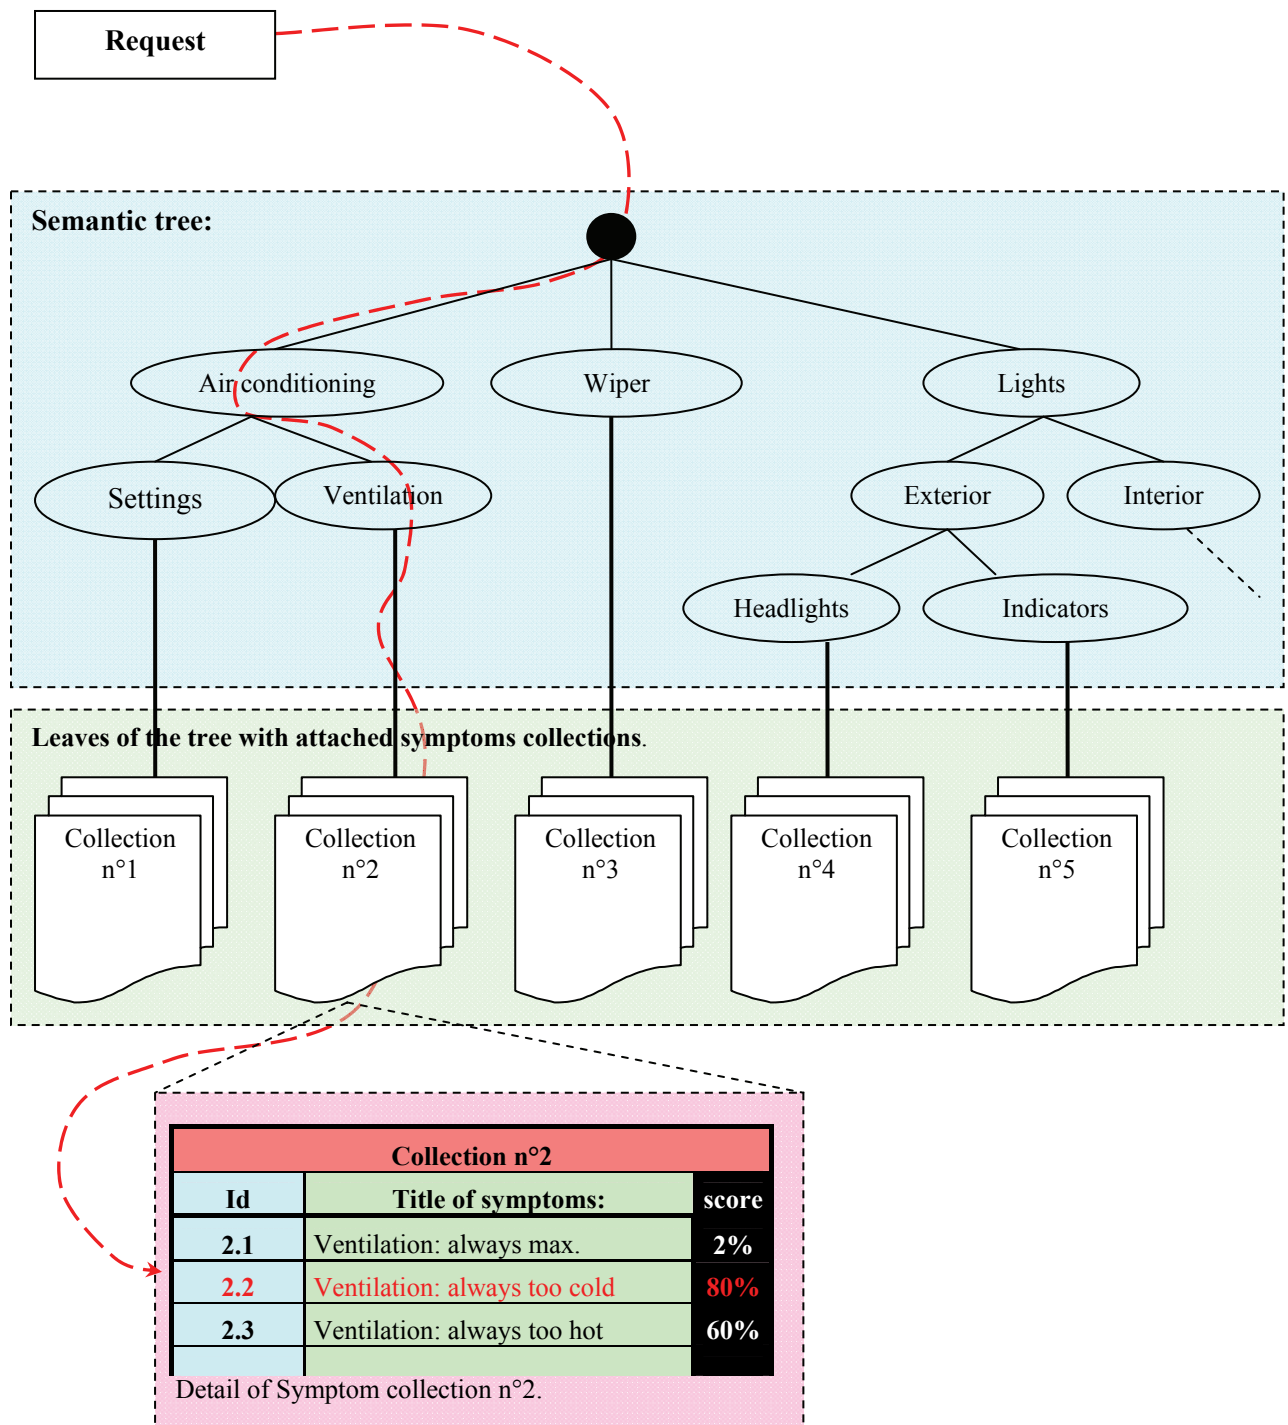 Request
Semantic tree:
Air conditioning
Wiper
Lights
Settings
Ventilation
Exterior
Interior
Headlights
Indicators
Leaves of the tree with attached symptoms collections.
Collection
n°1
Collection
n°2
Collection
n°3
Collection
n°4
Collection
n°5
Collection n°2
Id Title of symptoms: score
2.1 Ventilation: always max. 2%
2.2 Ventilation: always too cold 80%
2.3 Ventilation: always too hot 60%
Detail of Symptom collection n°2.